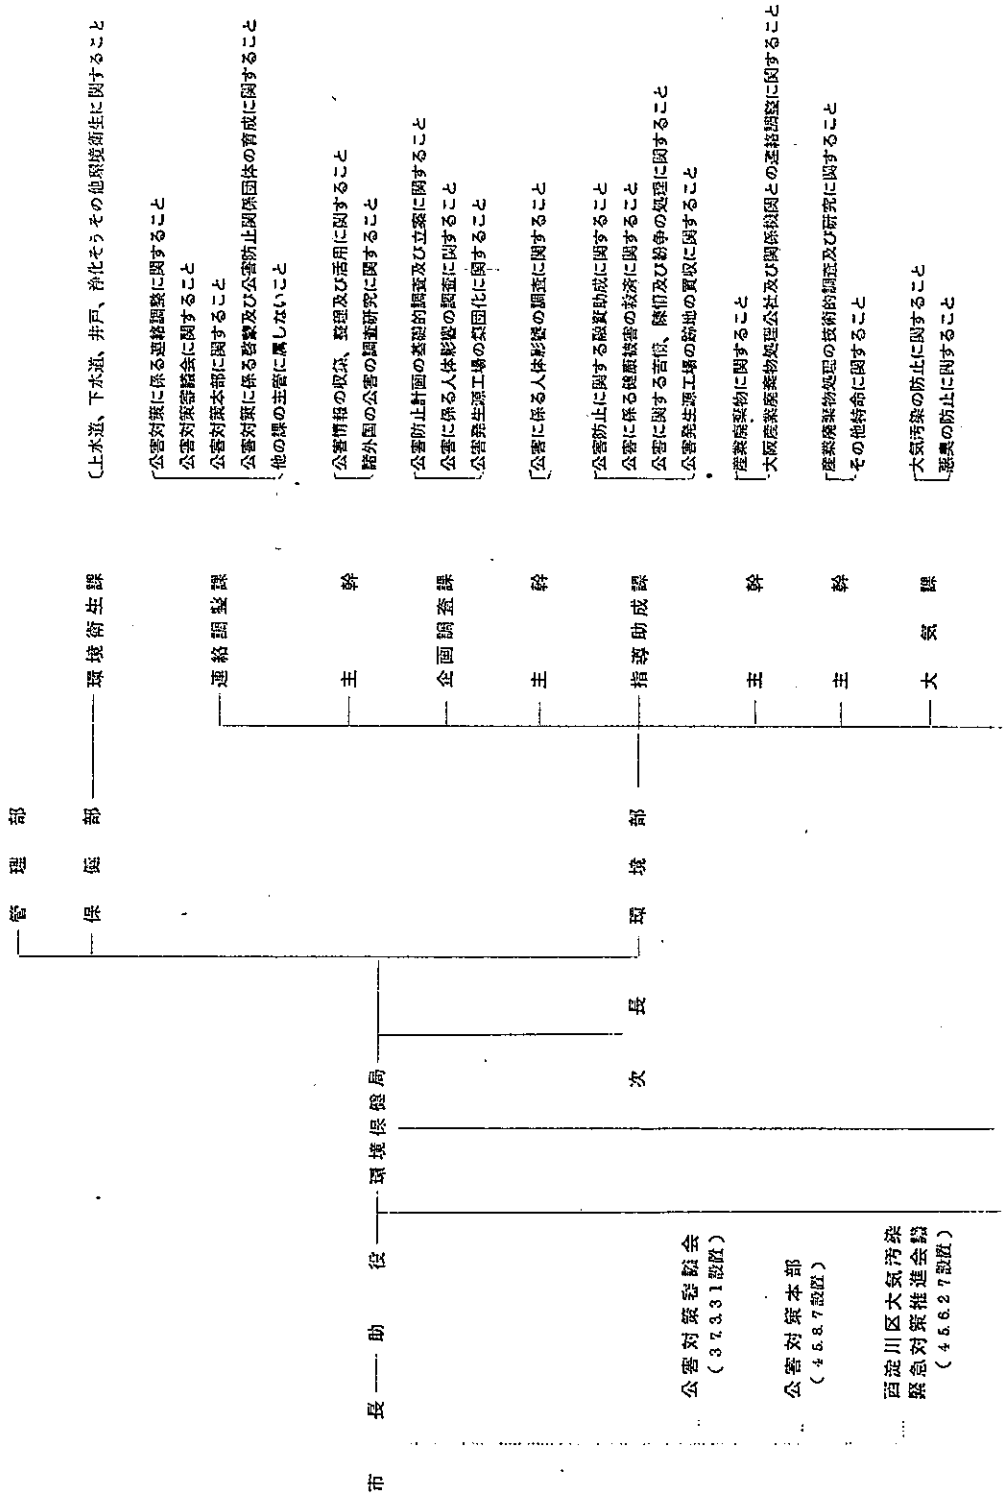 管理部
保健部
環境衛生課
(上水道、下水道、井戸、浄化そうその他環境衛生に関すること
連絡調整課
公害対策に係る連絡調整に関すること
公害対策審議会に関すること
公害対策本部に関すること
公害対策に係る啓蒙及び公害防止関係団体の育成に関すること
他の課の主管に属しないこと
主幹
公害情報の収集、整理及び活用に関すること
諸外国の公害の調査研究に関すること
企画調査課
公害防止計画の基礎的調査及び立案に関すること
公害に係る人体影響の調査に関すること
公害発生源工場の集団化に関すること
主幹
公害に係る人体影響の調査に関すること
市長
助役
環境保健局
次長
環境部
指導助成課
公害防止に関する融資助成に関すること
公害に係る健康被害の救済に関すること
公害に関する苦情、陳情及び紛争の処理に関すること
公害発生源工場の跡地の買収に関すること
主幹
産業廃棄物に関すること
大阪産業廃棄物処理公社及び関係機関との連絡調整に関すること
主幹
産業廃棄物処理の技術的調査及び研究に関すること
その他特命に関すること
大気課
大気汚染の防止に関すること
悪臭の防止に関すること
公害対策審議会
(37.3.31設置)
公害対策本部
(45.8.7設置)
西淀川区大気汚染
緊急対策推進会議
(45.6.27設置)